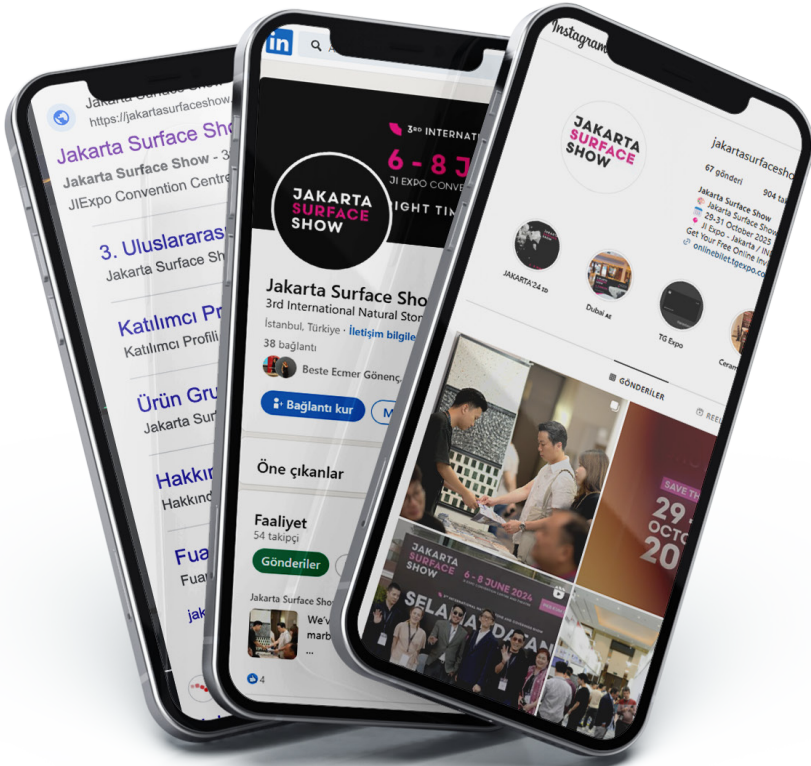 https://jakartasurfaceshow.
Jakarta Surface Sho
Jakarta Surface Show - 3
JIExpo Convention Centre
3. Uluslararas
Jakarta Surface Sh
Katılımcı Pr
Katılımcı Profili
Ürün Gru
Jakarta Sur
Hakkın
Hakkınd
Fua
Fuar
jak
in
3RD INTERNATI
6 - 8 J
JI EXPO CONVE
IGHT TIM
JAKARTA
SURFACE
SHOW
Jakarta Surface Sho
3rd International Natural Ston
İstanbul, Türkiye · İletişim bilgile
38 bağlantı
Beste Ecmer Gönenç,
Bağlantı kur
M
Öne çıkanlar
Faaliyet
54 takipçi
Gönderiler
Jakarta Surface Sho
We'v
marb
...
4
Instagram
JAKARTA
SURFACE
SHOW
jakartasurfacesho
67 gönderi 904 tak
Jakarta Surface Show
Jakarta Surface Show
29-31 October 2025
JI Expo - Jakarta / IN
Get Your Free Online Invi
onlinebilet.tgexpo.co
JAKARTA'24
Dubai
TG Expo
Ceram
GÖNDERİLER
REEL
SAVE TH
29
OCTO
20
JAKARTA
SURFACE
SHOW
6 - 8 JUNE 2024
SELAMAT DATAN